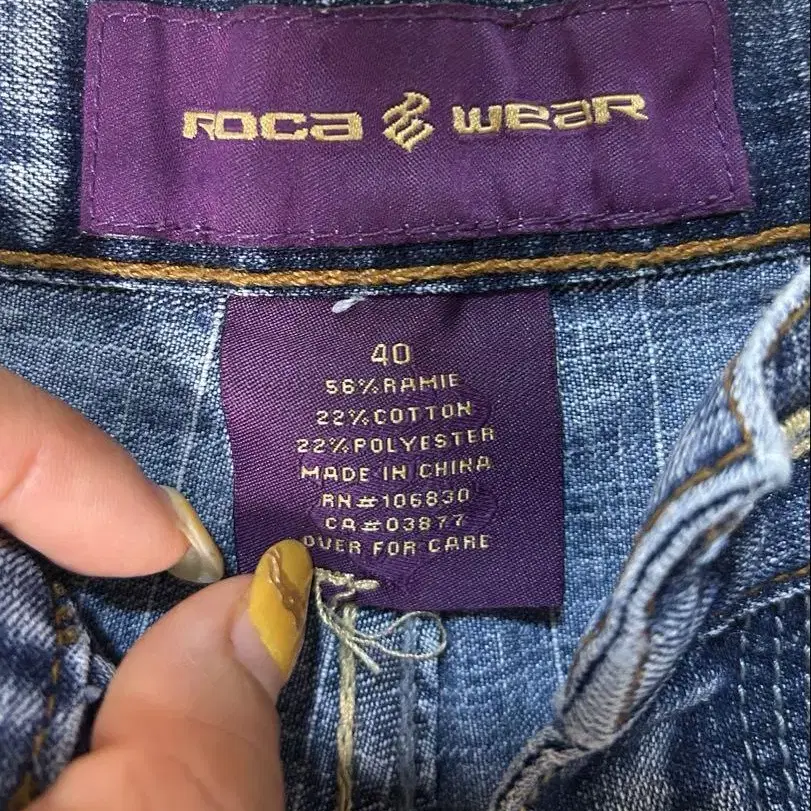 ROCA WEAR
40
56% RAMIE
22% COTTON
22% POLYESTER
MADE IN CHINA
RN#106830
CA#03877
OVER FOR CARE